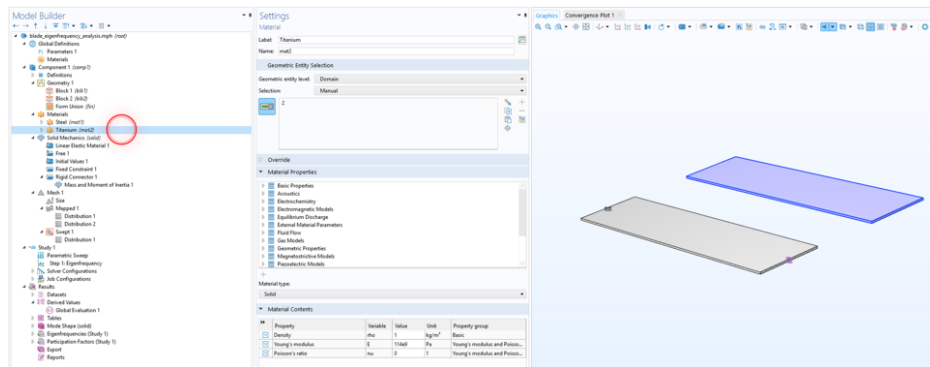 Model Builder
blade_eigenfrequency_analysis.mph (root)
Global Definitions
Parameters 1
Materials
Component 1 (comp1)
Definitions
Geometry 1
Block 1 (blk1)
Block 2 (blk2)
Form Union (fin)
Materials
Steel (mat1)
Titanium (mat2)
Solid Mechanics (solid)
Linear Elastic Material 1
Free 1
Initial Values 1
Fixed Constraint 1
Rigid Connector 1
Mass and Moment of Inertia 1
Mesh 1
Size
Mapped 1
Distribution 1
Distribution 2
Swept 1
Distribution 1
Study 1
Parametric Sweep
Step 1: Eigenfrequency
Solver Configurations
Job Configurations
Results
Datasets
Derived Values
Global Evaluation 1
Tables
Mode Shape (solid)
Eigenfrequencies (Study 1)
Participation Factors (Study 1)
Export
Reports
Settings
Material
Label: Titanium
Name: mat2
Geometric Entity Selection
Geometric entity level: Domain
Selection: Manual
2
Override
Material Properties
Basic Properties
Acoustics
Electrochemistry
Electromagnetic Models
Equilibrium Discharge
External Material Parameters
Fluid Flow
Gas Models
Geometric Properties
Magnetostrictive Models
Piezoelectric Models
Material type:
Solid
Material Contents
Property Variable Value Unit Property group
Density rho 1 kg/m³ Basic
Young's modulus E 114e9 Pa Young's modulus and Poisso...
Poisson's ratio nu 0 1 Young's modulus and Poisso...
Graphics Convergence Plot 1